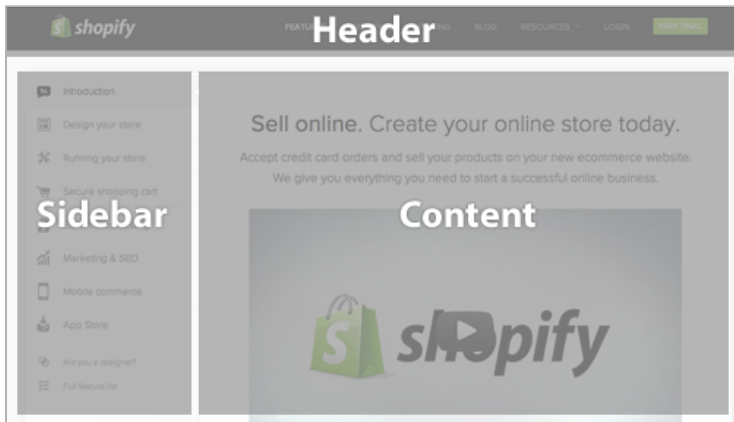 shopify
Header
BLOG
RESOURCES
LOGIN
FREE TRIAL
Introduction
Design your store
Running your store
Secure shopping cart
Sidebar
Marketing & SEO
Mobile commerce
App Store
Are you a designer?
Full feature list
Sell online. Create your online store today.
Accept credit card orders and sell your products on your new ecommerce website.
We give you everything you need to start a successful online business.
Content
shopify